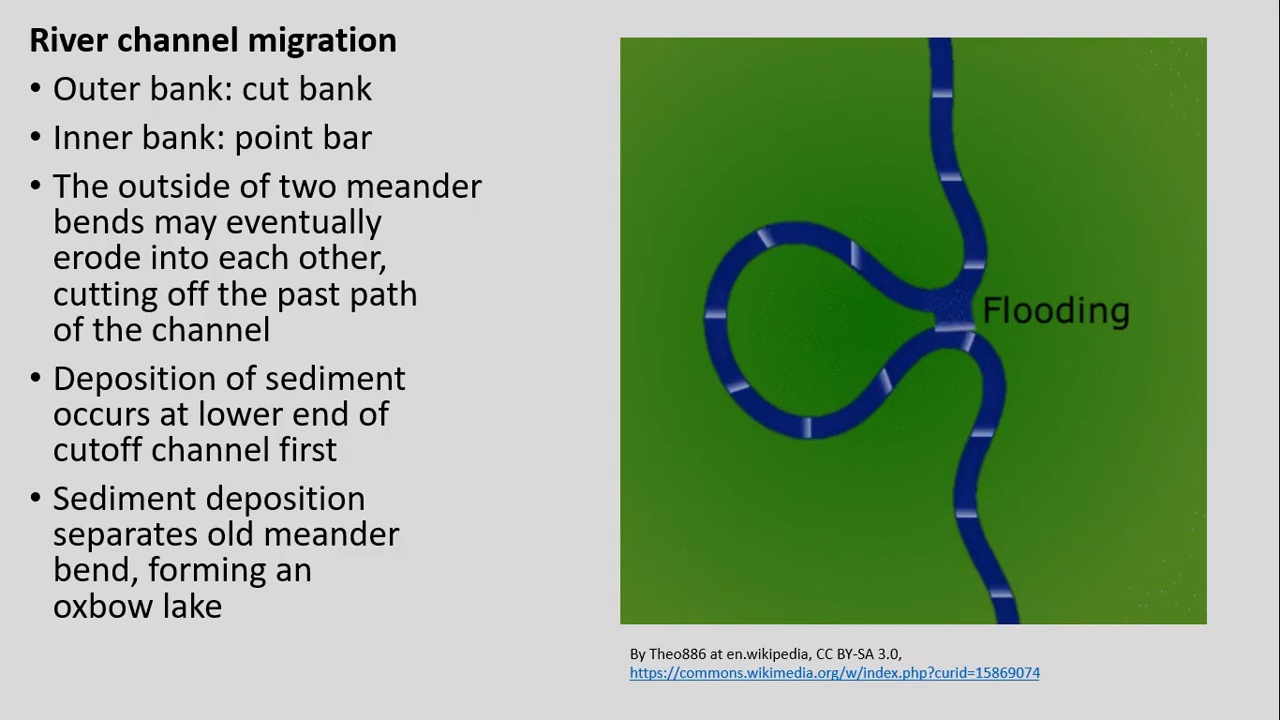 River channel migration
• Outer bank: cut bank
• Inner bank: point bar
• The outside of two meander
bends may eventually
erode into each other,
cutting off the past path
of the channel
• Deposition of sediment
occurs at lower end of
cutoff channel first
• Sediment deposition
separates old meander
bend, forming an
oxbow lake
Flooding
By Theo886 at en.wikipedia, CC BY-SA 3.0,
https://commons.wikimedia.org/w/index.php?curid=15869074